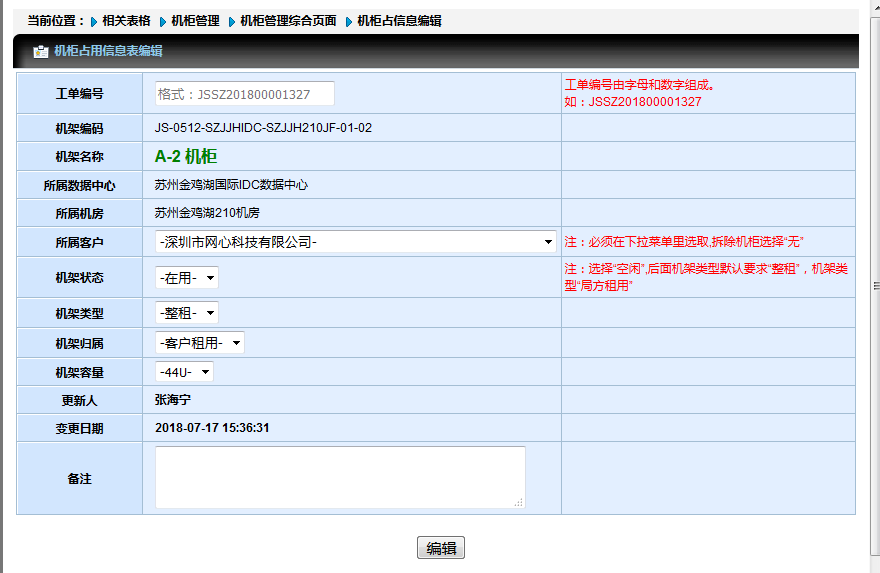 当前位置： 相关表格 机柜管理 机柜管理综合页面 机柜占信息编辑
机柜占用信息表编辑
工单编号 格式：JSSZ201800001327 工单编号由字母和数字组成。
如：JSSZ201800001327
机架编码 JS-0512-SZJJHIDC-SZJJH210JF-01-02
机架名称 A-2 机柜
所属数据中心 苏州金鸡湖国际IDC数据中心
所属机房 苏州金鸡湖210机房
所属客户 -深圳市网心科技有限公司- 注：必须在下拉菜单里选取,拆除机柜选择“无”
机架状态 -在用- 注：选择“空闲”,后面机架类型默认要求“整租”，机架类
型“局方租用”
机架类型 -整租-
机架归属 -客户租用-
机架容量 -44U-
更新人 张海宁
变更日期 2018-07-17 15:36:31
备注
编辑